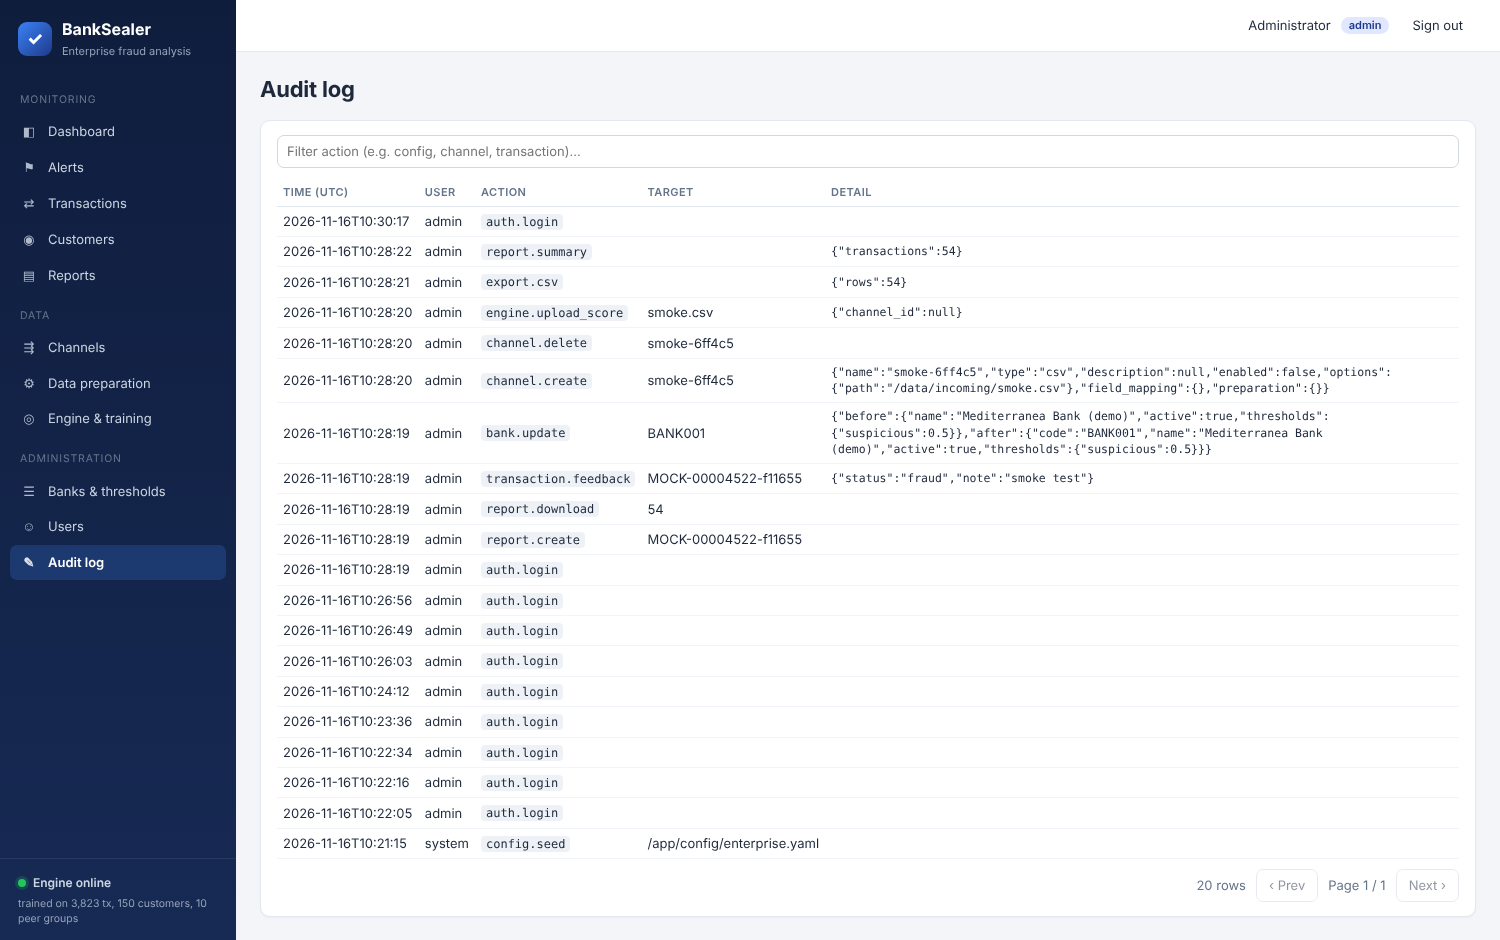 BankSealer
Enterprise fraud analysis
MONITORING
Dashboard
Alerts
Transactions
Customers
Reports
DATA
Channels
Data preparation
Engine & training
ADMINISTRATION
Banks & thresholds
Users
Audit log
Engine online
trained on 3,823 tx, 150 customers, 10
peer groups
Administrator admin Sign out
Audit log
Filter action (e.g. config, channel, transaction)...
TIME (UTC) USER ACTION TARGET DETAIL
2026-11-16T10:30:17 admin auth.login
2026-11-16T10:28:22 admin report.summary {"transactions":54}
2026-11-16T10:28:21 admin export.csv {"rows":54}
2026-11-16T10:28:20 admin engine.upload_score smoke.csv {"channel_id":null}
2026-11-16T10:28:20 admin channel.delete smoke-6ff4c5
2026-11-16T10:28:20 admin channel.create smoke-6ff4c5 {"name":"smoke-6ff4c5","type":"csv","description":null,"enabled":false,"options":
{"path":"/data/incoming/smoke.csv"},"field_mapping":{},"preparation":{}}
2026-11-16T10:28:19 admin bank.update BANK001 {"before":{"name":"Mediterranea Bank (demo)","active":true,"thresholds":
{"suspicious":0.5}},"after":{"code":"BANK001","name":"Mediterranea Bank
(demo)","active":true,"thresholds":{"suspicious":0.5}}}
2026-11-16T10:28:19 admin transaction.feedback MOCK-00004522-f11655 {"status":"fraud","note":"smoke test"}
2026-11-16T10:28:19 admin report.download 54
2026-11-16T10:28:19 admin report.create MOCK-00004522-f11655
2026-11-16T10:28:19 admin auth.login
2026-11-16T10:26:56 admin auth.login
2026-11-16T10:26:49 admin auth.login
2026-11-16T10:26:03 admin auth.login
2026-11-16T10:24:12 admin auth.login
2026-11-16T10:23:36 admin auth.login
2026-11-16T10:22:34 admin auth.login
2026-11-16T10:22:16 admin auth.login
2026-11-16T10:22:05 admin auth.login
2026-11-16T10:21:15 system config.seed /app/config/enterprise.yaml
20 rows ‹ Prev Page 1 / 1 Next ›